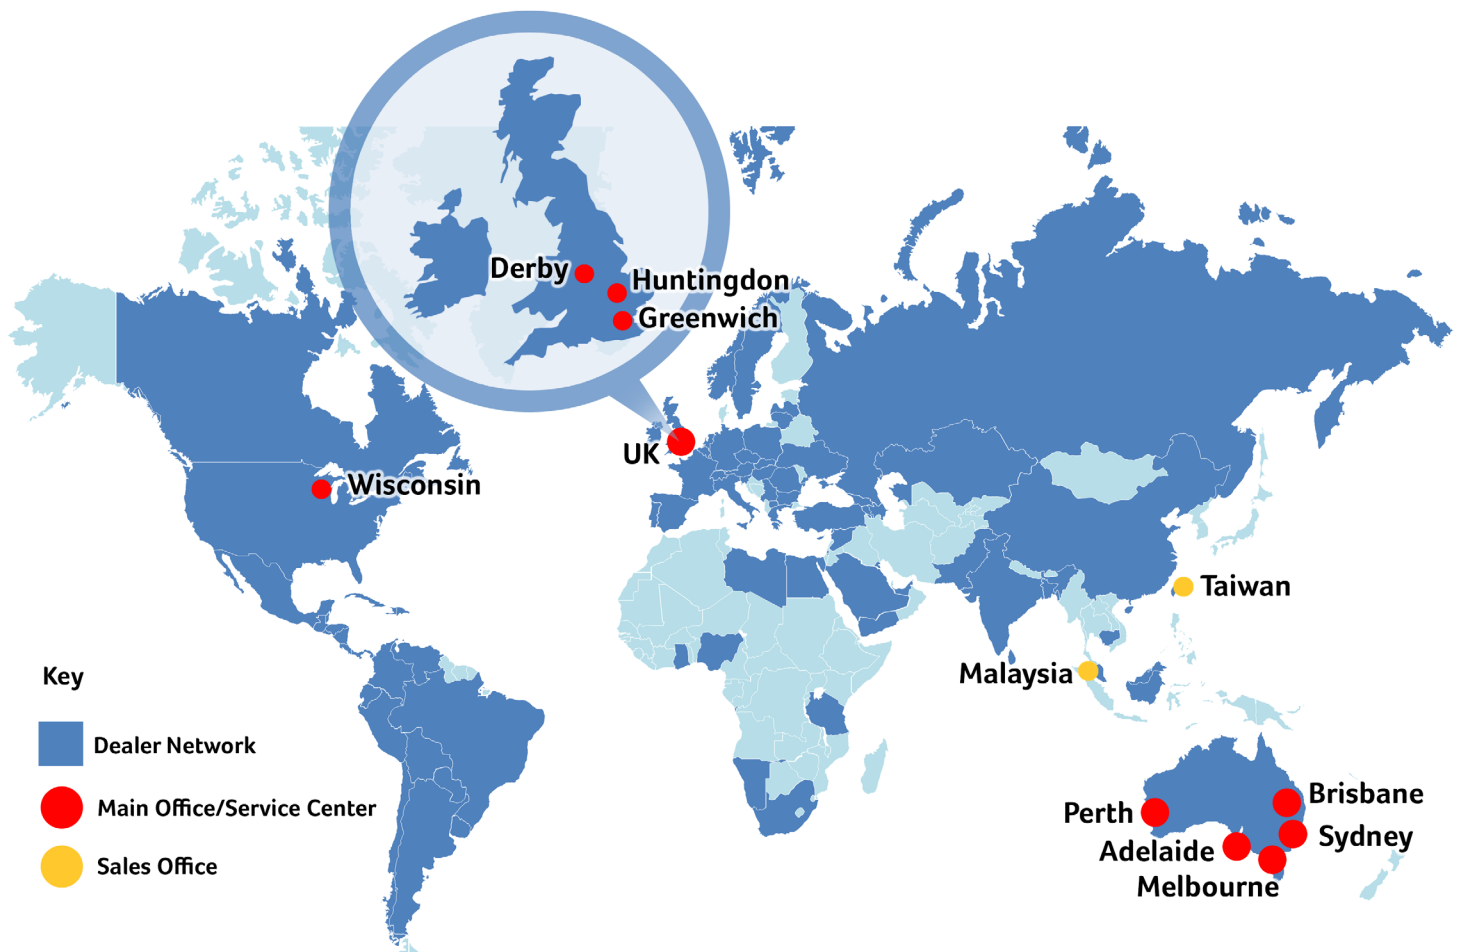 Derby
Huntingdon
Greenwich
UK
Wisconsin
Taiwan
Malaysia
Key
Dealer Network
Main Office/Service Center
Sales Office
Perth
Brisbane
Sydney
Adelaide
Melbourne